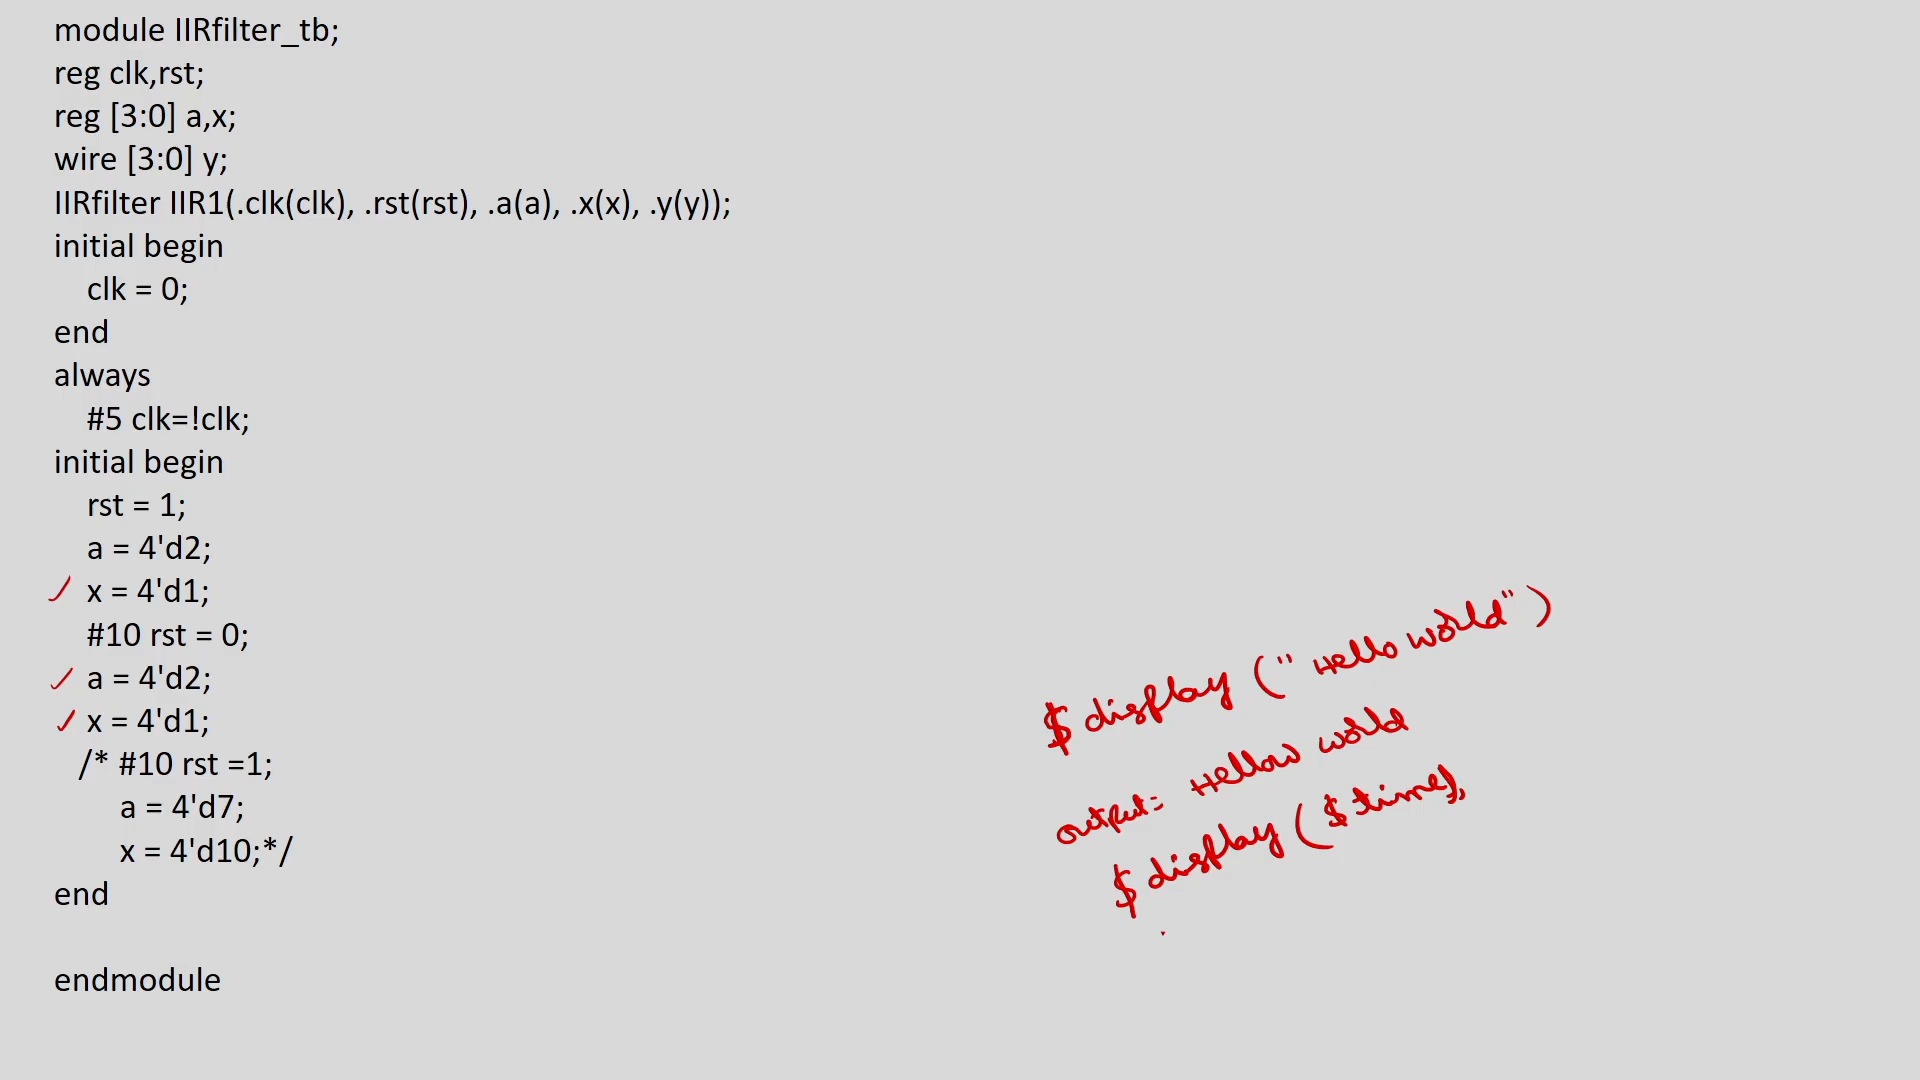 module IIRfilter_tb;
reg clk,rst;
reg [3:0] a,x;
wire [3:0] y;
IIRfilter IIR1(.clk(clk), .rst(rst), .a(a), .x(x), .y(y));
initial begin
clk = 0;
end
always
#5 clk=!clk;
initial begin
rst = 1;
a = 4'd2;
x = 4'd1;
#10 rst = 0;
a = 4'd2;
x = 4'd1;
/* #10 rst =1;
a = 4'd7;
x = 4'd10;*/
end
endmodule
$ display ("Hello world")
output: Hello world
$ display ($time);